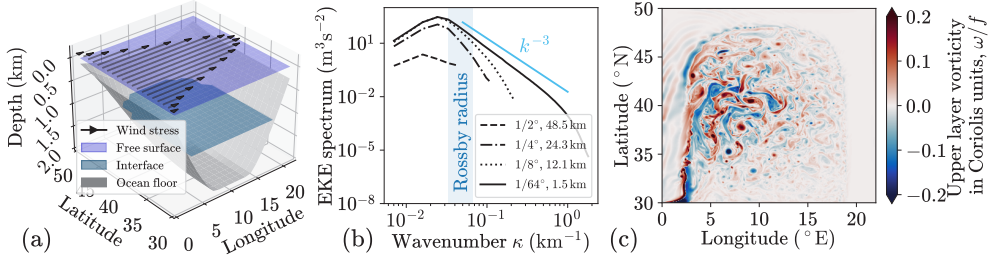 (a)
Depth (km)
0.0
0.5
1.0
1.5
2.0
Wind stress
Free surface
Interface
Ocean floor
50
45
40
35
30
Latitude
0
5
10
15
20
Longitude
(b)
EKE spectrum (m³s⁻²)
10¹
10⁻²
10⁻⁵
10⁻⁸
Rossby radius
k⁻³
1/2°, 48.5 km
1/4°, 24.3 km
1/8°, 12.1 km
1/64°, 1.5 km
10⁻²
10⁻¹
10⁰
Wavenumber κ (km⁻¹)
(c)
Latitude (°N)
50
45
40
35
30
0
5
10
15
20
Longitude (°E)
0.2
0.1
0.0
−0.1
−0.2
Upper layer vorticity
in Coriolis units, ω/f